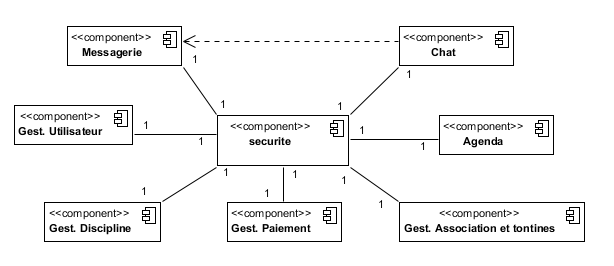 <<component>>
Messagerie
<<component>>
Chat
1
1
1
1
<<component>>
Gest. Utilisateur
1
1
<<component>>
securite
1
1
<<component>>
Agenda
1
1
1
1
1
1
<<component>>
Gest. Discipline
<<component>>
Gest. Paiement
<<component>>
Gest. Association et tontines